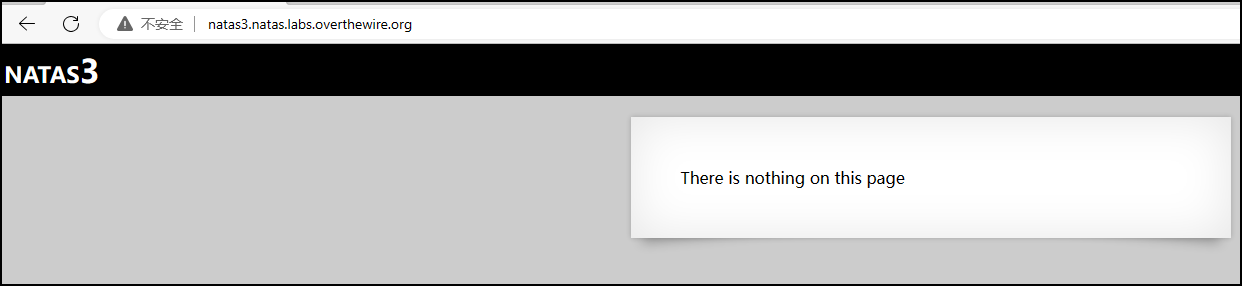 不安全 natas3.natas.labs.overthewire.org
NATAS3
There is nothing on this page